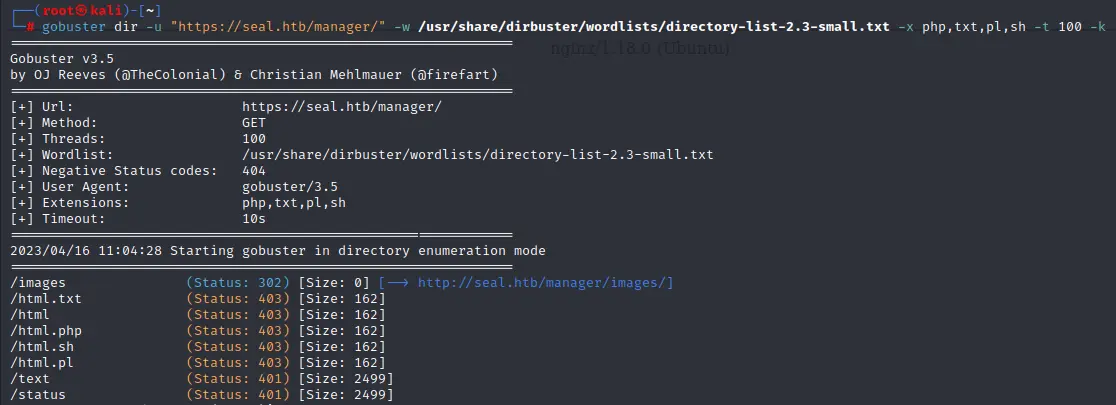 ┌──(root㉿kali)-[~]
└─# gobuster dir -u "https://seal.htb/manager/" -w /usr/share/dirbuster/wordlists/directory-list-2.3-small.txt -x php,txt,pl,sh -t 100 -k
nginx/1.18.0 (Ubuntu)
===============================================================
Gobuster v3.5
by OJ Reeves (@TheColonial) & Christian Mehlmauer (@firefart)
===============================================================
[+] Url: https://seal.htb/manager/
[+] Method: GET
[+] Threads: 100
[+] Wordlist: /usr/share/dirbuster/wordlists/directory-list-2.3-small.txt
[+] Negative Status codes: 404
[+] User Agent: gobuster/3.5
[+] Extensions: php,txt,pl,sh
[+] Timeout: 10s
===============================================================
2023/04/16 11:04:28 Starting gobuster in directory enumeration mode
===============================================================
/images (Status: 302) [Size: 0] [--> http://seal.htb/manager/images/]
/html.txt (Status: 403) [Size: 162]
/html (Status: 403) [Size: 162]
/html.php (Status: 403) [Size: 162]
/html.sh (Status: 403) [Size: 162]
/html.pl (Status: 403) [Size: 162]
/text (Status: 401) [Size: 2499]
/status (Status: 401) [Size: 2499]